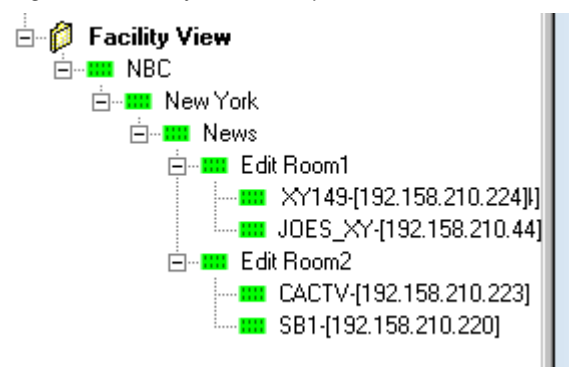 Facility View
NBC
New York
News
Edit Room1
XY149-[192.158.210.224]]
JOES_XY-[192.158.210.44]
Edit Room2
CACTV-[192.158.210.223]
SB1-[192.158.210.220]